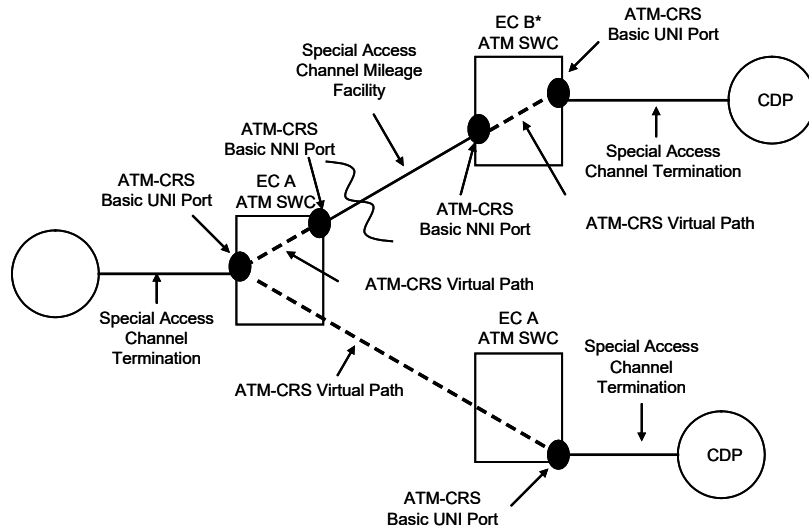 EC B*
ATM SWC
ATM-CRS
Basic UNI Port
Special Access
Channel Mileage
Facility
CDP
ATM-CRS
Basic NNI Port
Special Access
Channel Termination
ATM-CRS
Basic UNI Port
EC A
ATM SWC
ATM-CRS
Basic NNI Port
ATM-CRS Virtual Path
ATM-CRS Virtual Path
Special Access
Channel
Termination
EC A
ATM SWC
Special Access
Channel
Termination
ATM-CRS Virtual Path
CDP
ATM-CRS
Basic UNI Port